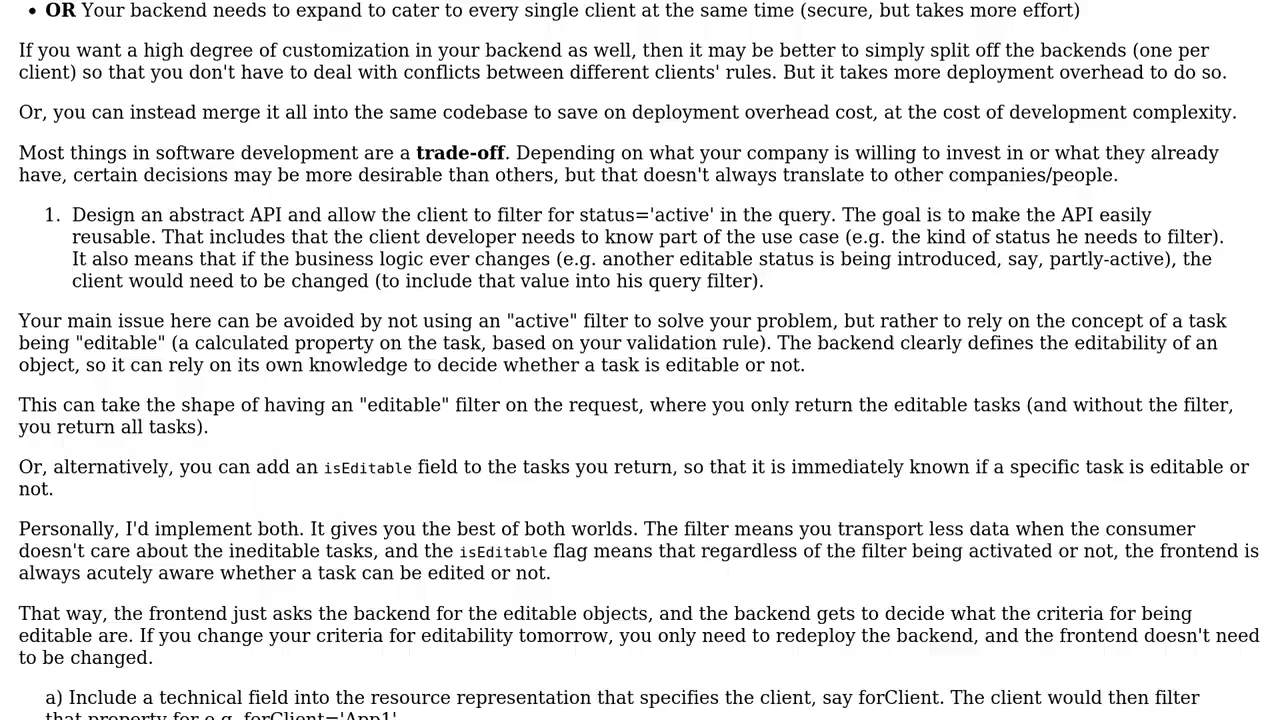 • OR Your backend needs to expand to cater to every single client at the same time (secure, but takes more effort)
If you want a high degree of customization in your backend as well, then it may be better to simply split off the backends (one per
client) so that you don't have to deal with conflicts between different clients' rules. But it takes more deployment overhead to do so.
Or, you can instead merge it all into the same codebase to save on deployment overhead cost, at the cost of development complexity.
Most things in software development are a trade-off. Depending on what your company is willing to invest in or what they already
have, certain decisions may be more desirable than others, but that doesn't always translate to other companies/people.
1. Design an abstract API and allow the client to filter for status='active' in the query. The goal is to make the API easily
reusable. That includes that the client developer needs to know part of the use case (e.g. the kind of status he needs to filter).
It also means that if the business logic ever changes (e.g. another editable status is being introduced, say, partly-active), the
client would need to be changed (to include that value into his query filter).
Your main issue here can be avoided by not using an "active" filter to solve your problem, but rather to rely on the concept of a task
being "editable" (a calculated property on the task, based on your validation rule). The backend clearly defines the editability of an
object, so it can rely on its own knowledge to decide whether a task is editable or not.
This can take the shape of having an "editable" filter on the request, where you only return the editable tasks (and without the filter,
you return all tasks).
Or, alternatively, you can add an isEditable field to the tasks you return, so that it is immediately known if a specific task is editable or
not.
Personally, I'd implement both. It gives you the best of both worlds. The filter means you transport less data when the consumer
doesn't care about the ineditable tasks, and the isEditable flag means that regardless of the filter being activated or not, the frontend is
always acutely aware whether a task can be edited or not.
That way, the frontend just asks the backend for the editable objects, and the backend gets to decide what the criteria for being
editable are. If you change your criteria for editability tomorrow, you only need to redeploy the backend, and the frontend doesn't need
to be changed.
a) Include a technical field into the resource representation that specifies the client, say forClient. The client would then filter
that property for e.g. forClient='App1'